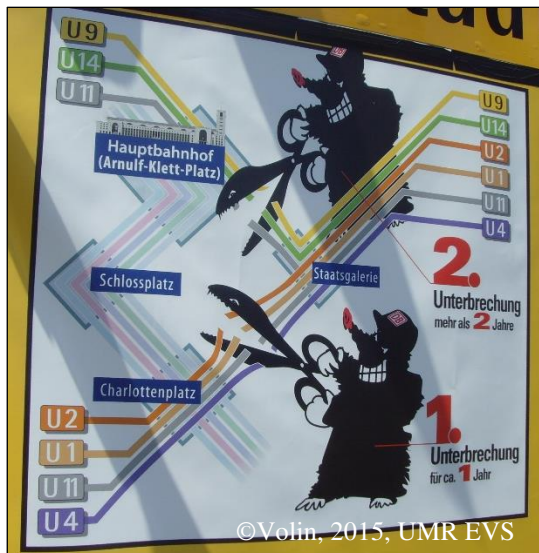 U9
U14
U11
Hauptbahnhof
(Arnulf-Klett-Platz)
U9
U14
U2
U1
U11
U4
Schlossplatz
Staatsgalerie
2.
Unterbrechung
mehr als 2 Jahre
Charlottenplatz
U2
U1
U11
U4
1.
Unterbrechung
für ca. 1 Jahr
©Volin, 2015, UMR EVS